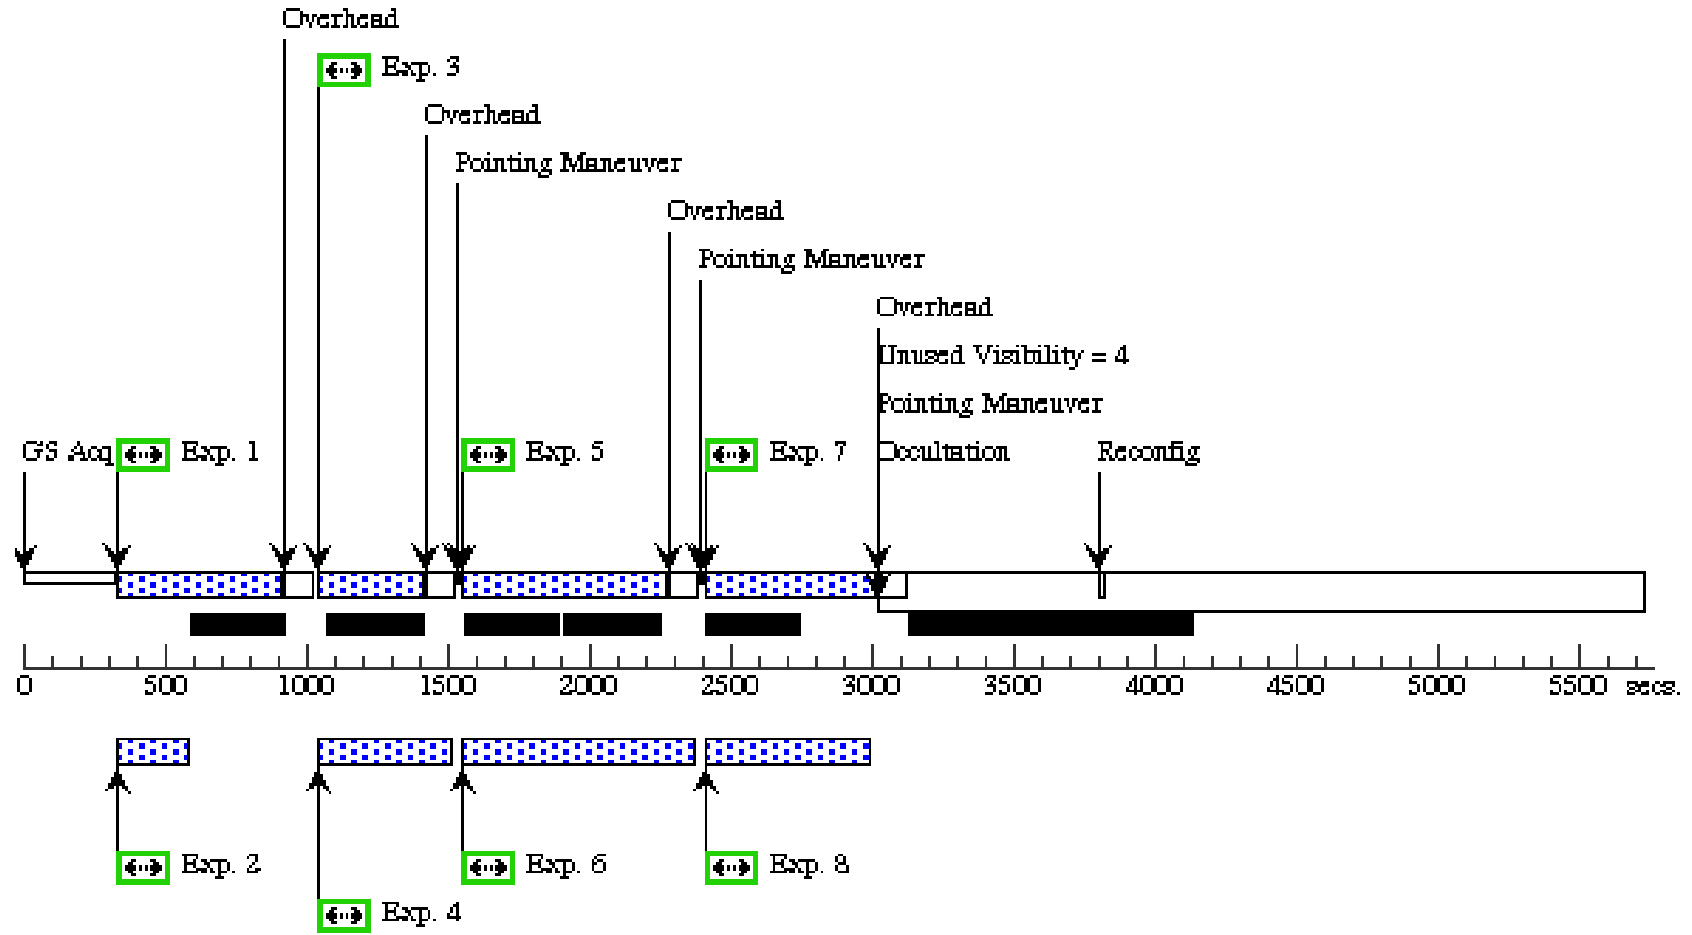 Overhead
Exp. 3
Overhead
Pointing Maneuver
Overhead
Pointing Maneuver
Overhead
Unused Visibility = 4
Pointing Maneuver
GS Acq Exp. 1 Exp. 5 Exp. 7 Occultation Reconfig
0 500 1000 1500 2000 2500 3000 3500 4000 4500 5000 5500 secs.
Exp. 2 Exp. 6 Exp. 8
Exp. 4